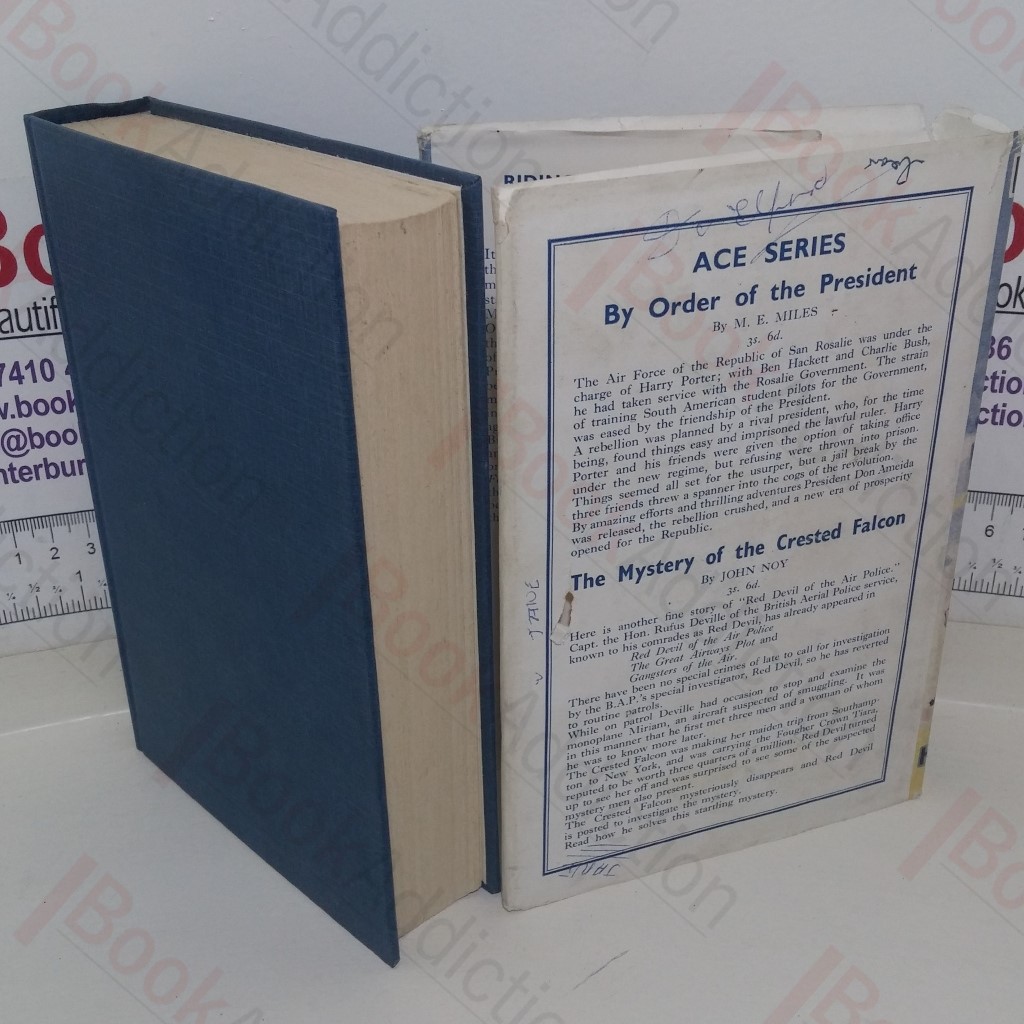 RIDING
ACE SERIES
By Order of the President
By M. E. MILES
3s. 6d.
The Air Force of the Republic of San Rosalie was under the
charge of Harry Porter; with Ben Hackett and Charlie Bush,
he had taken service with the Rosalie Government. The strain
of training South American student pilots for the Government,
was eased by the friendship of the President.
A rebellion was planned by a rival president, who, for the time
being, found things easy and imprisoned the lawful ruler. Harry
Porter and his friends were given the option of taking office
under the new regime, but refusing were thrown into prison.
Things seemed all set for the usurper, but a jail break by the
three friends threw a spanner into the cogs of the revolution.
By amazing efforts and thrilling adventures President Don Ameida
was released, the rebellion crushed, and a new era of prosperity
opened for the Republic.
The Mystery of the Crested Falcon
By JOHN NOY
3s. 6d.
Here is another fine story of "Red Devil of the Air Police."
Capt. the Hon. Rufus Deville of the British Aerial Police service,
known to his comrades as Red Devil, has already appeared in
Red Devil of the Air Police
The Great Airways Plot and
Gangsters of the Air.
There have been no special crimes of late to call for investigation
by the B.A.P.'s special investigator, Red Devil, so he has reverted
to routine patrols.
While on patrol Deville had occasion to stop and examine the
monoplane Miriam, an aircraft suspected of smuggling. It was
in this manner that he first met three men and a woman of whom
he was to know more later.
The Crested Falcon was making her maiden trip from Southamp-
ton to New York, and was carrying the Fougher Crown Tiara,
reputed to be worth three quarters of a million. Red Devil turned
up to see her off and was surprised to see some of the suspected
mystery men also present.
The Crested Falcon mysteriously disappears and Red Devil
is posted to investigate the mystery.
Read how he solves this startling mystery.
7410
w.book
@boo
nterbur
1 2 3
6
Book Addiction